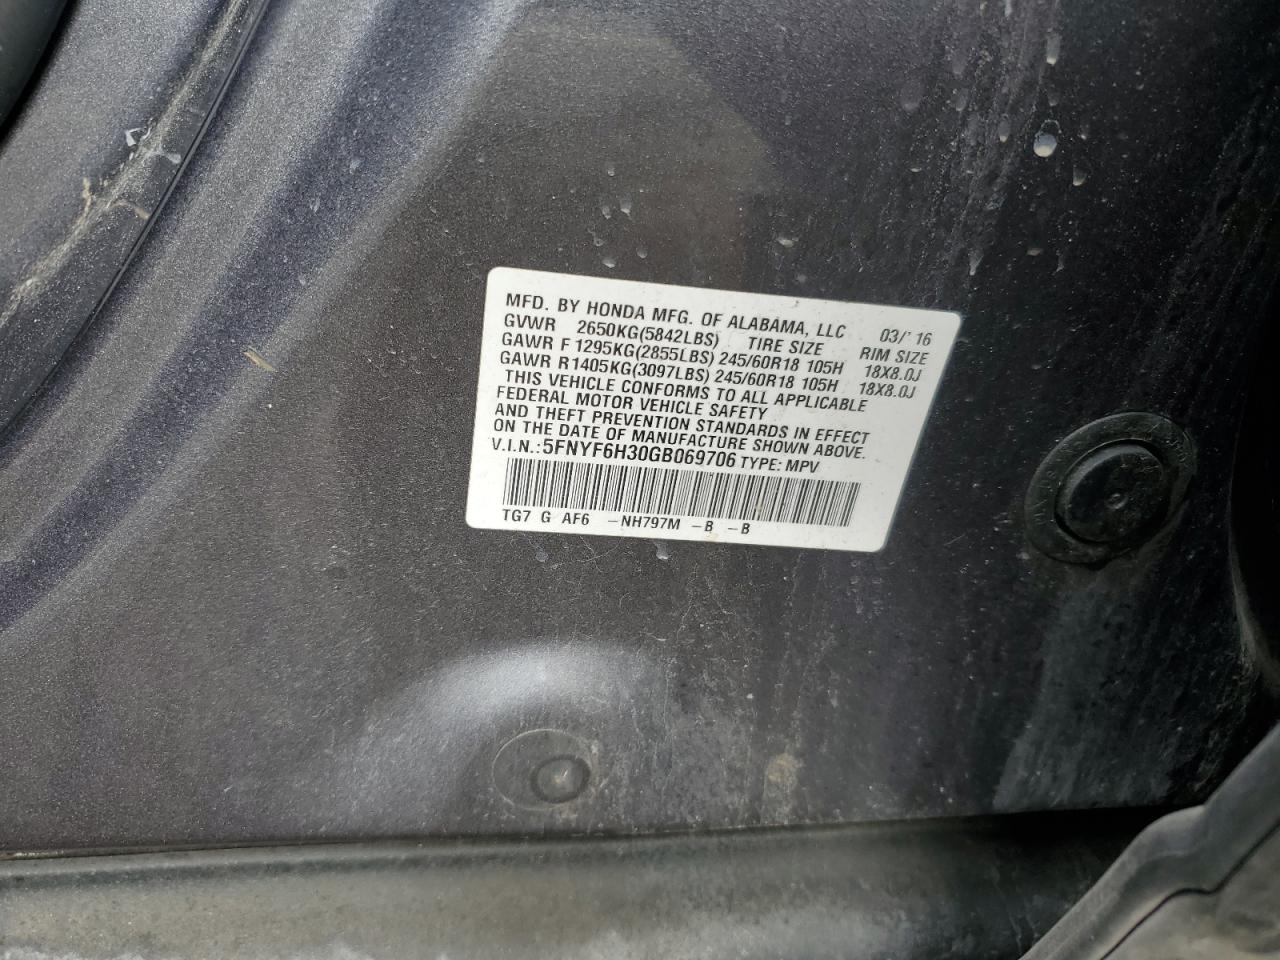 MFD. BY HONDA MFG. OF ALABAMA, LLC 03/'16
GVWR 2650KG(5842LBS) TIRE SIZE RIM SIZE
GAWR F 1295KG(2855LBS) 245/60R18 105H 18X8.0J
GAWR R 1405KG(3097LBS) 245/60R18 105H 18X8.0J
THIS VEHICLE CONFORMS TO ALL APPLICABLE
FEDERAL MOTOR VEHICLE SAFETY
AND THEFT PREVENTION STANDARDS IN EFFECT
ON THE DATE OF MANUFACTURE SHOWN ABOVE.
V.I.N.: 5FNYF6H30GB069706 TYPE: MPV
TG7 G AF6 -NH797M -B -B